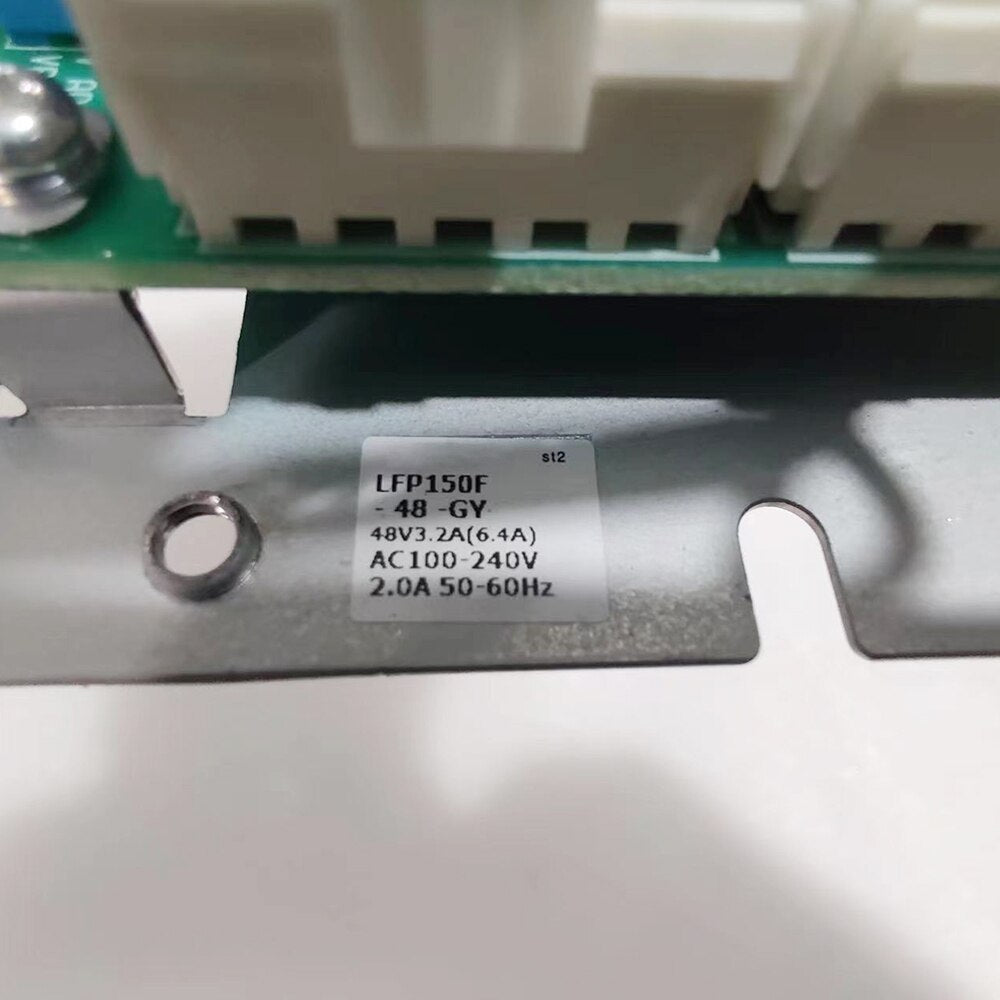 st2
LFP150F
- 48 -GY
48V3.2A(6.4A)
AC100-240V
2.0A 50-60Hz